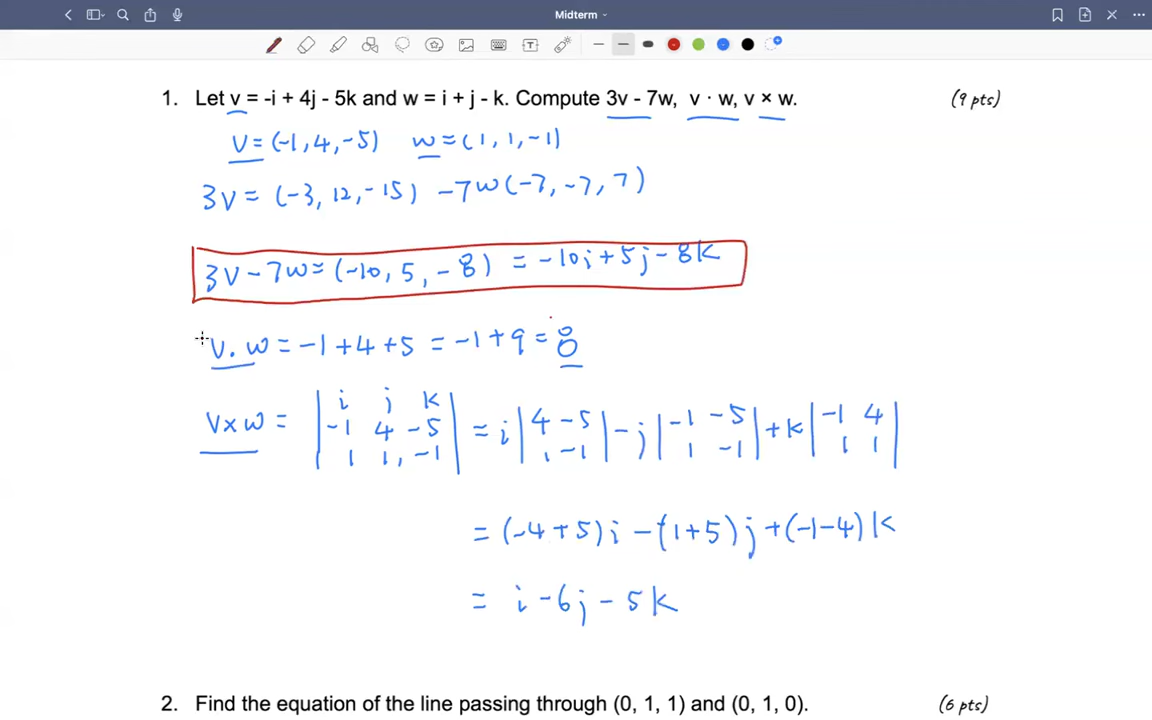 Midterm
1. Let v = -i + 4j - 5k and w = i + j - k. Compute 3v - 7w, v · w, v × w. (9 pts)
v = (-1, 4, -5) w = (1, 1, -1)
3v = (-3, 12, -15) -7w (-7, -7, 7)
3v - 7w = (-10, 5, -8) = -10i + 5j - 8k
v . w = -1 + 4 + 5 = -1 + 9 = 8
v × w = | i j k | = i | 4 -5 | - j | -1 -5 | + k | -1 4 |
| -1 4 -5 | | 1 -1 | | 1 -1 | | 1 1 |
| 1 1, -1 |
= (-4 + 5) i - (1 + 5) j + (-1 - 4) k
= i - 6j - 5k
2. Find the equation of the line passing through (0, 1, 1) and (0, 1, 0). (6 pts)